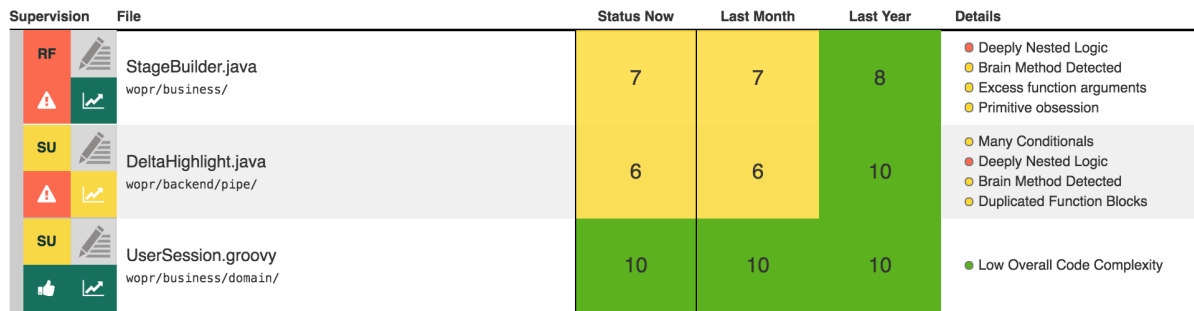 Supervision File Status Now Last Month Last Year Details
RF
StageBuilder.java
wopr/business/
7 7 8
Deeply Nested Logic
Brain Method Detected
Excess function arguments
Primitive obsession
SU
DeltaHighlight.java
wopr/backend/pipe/
6 6 10
Many Conditionals
Deeply Nested Logic
Brain Method Detected
Duplicated Function Blocks
SU
UserSession.groovy
wopr/business/domain/
10 10 10
Low Overall Code Complexity